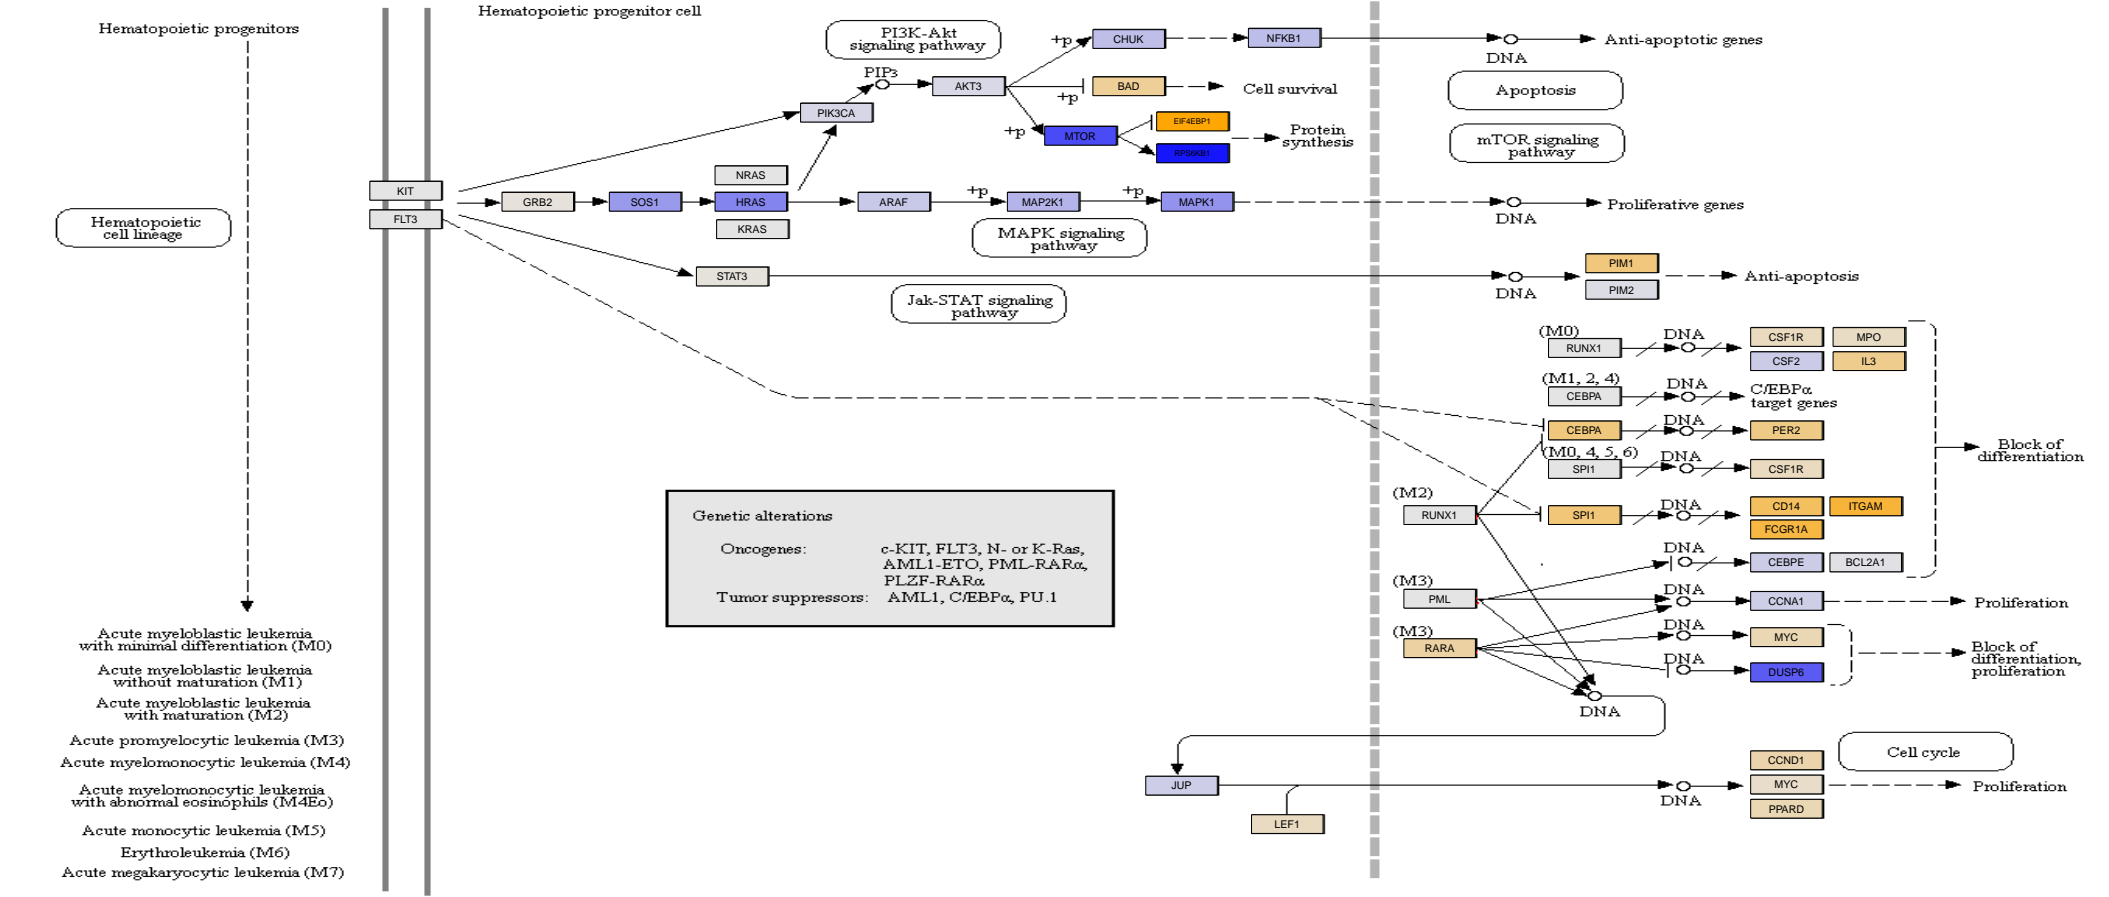 Hematopoietic progenitor cell
Hematopoietic progenitors
PI3K-Akt
signaling pathway
PIP3
+p
CHUK
NFKB1
DNA
Anti-apoptotic genes
AKT3
+p
BAD
Cell survival
Apoptosis
PIK3CA
+p
MTOR
EIF4EBP1
RPS6KB1
Protein
synthesis
mTOR signaling
pathway
KIT
FLT3
GRB2
SOS1
NRAS
HRAS
KRAS
ARAF
+p
MAP2K1
+p
MAPK1
DNA
Proliferative genes
MAPK signaling
pathway
Hematopoietic
cell lineage
STAT3
DNA
PIM1
PIM2
Anti-apoptosis
Jak-STAT signaling
pathway
(M0)
RUNX1
DNA
CSF1R
MPO
CSF2
IL3
(M1, 2, 4)
CEBPA
DNA
C/EBPα
target genes
CEBPA
DNA
PER2
(M0, 4, 5, 6)
SPI1
DNA
CSF1R
Block of
differentiation
(M2)
RUNX1
SPI1
DNA
CD14
ITGAM
FCGR1A
DNA
CEBPE
BCL2A1
(M3)
PML
DNA
CCNA1
Proliferation
(M3)
RARA
DNA
MYC
DNA
DUSP6
Block of
differentiation,
proliferation
DNA
Genetic alterations
Oncogenes: c-KIT, FLT3, N- or K-Ras,
AML1-ETO, PML-RARα,
PLZF-RARα
Tumor suppressors: AML1, C/EBPα, PU.1
Acute myeloblastic leukemia
with minimal differentiation (M0)
Acute myeloblastic leukemia
without maturation (M1)
Acute myeloblastic leukemia
with maturation (M2)
Acute promyelocytic leukemia (M3)
Acute myelomonocytic leukemia (M4)
Acute myelomonocytic leukemia
with abnormal eosinophils (M4Eo)
Acute monocytic leukemia (M5)
Erythroleukemia (M6)
Acute megakaryocytic leukemia (M7)
JUP
LEF1
DNA
CCND1
MYC
PPARD
Cell cycle
Proliferation